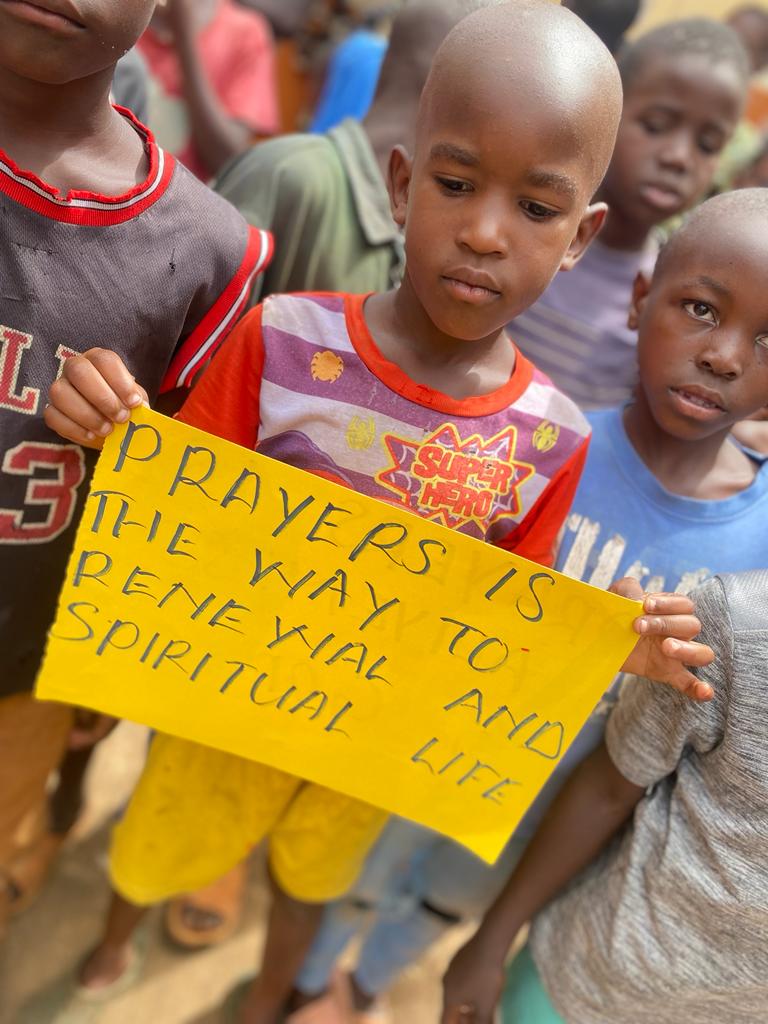 PRAYERS IS
THE WAY TO
RENEWIAL AND
SPIRITUAL LIFE
SUPER
HERO